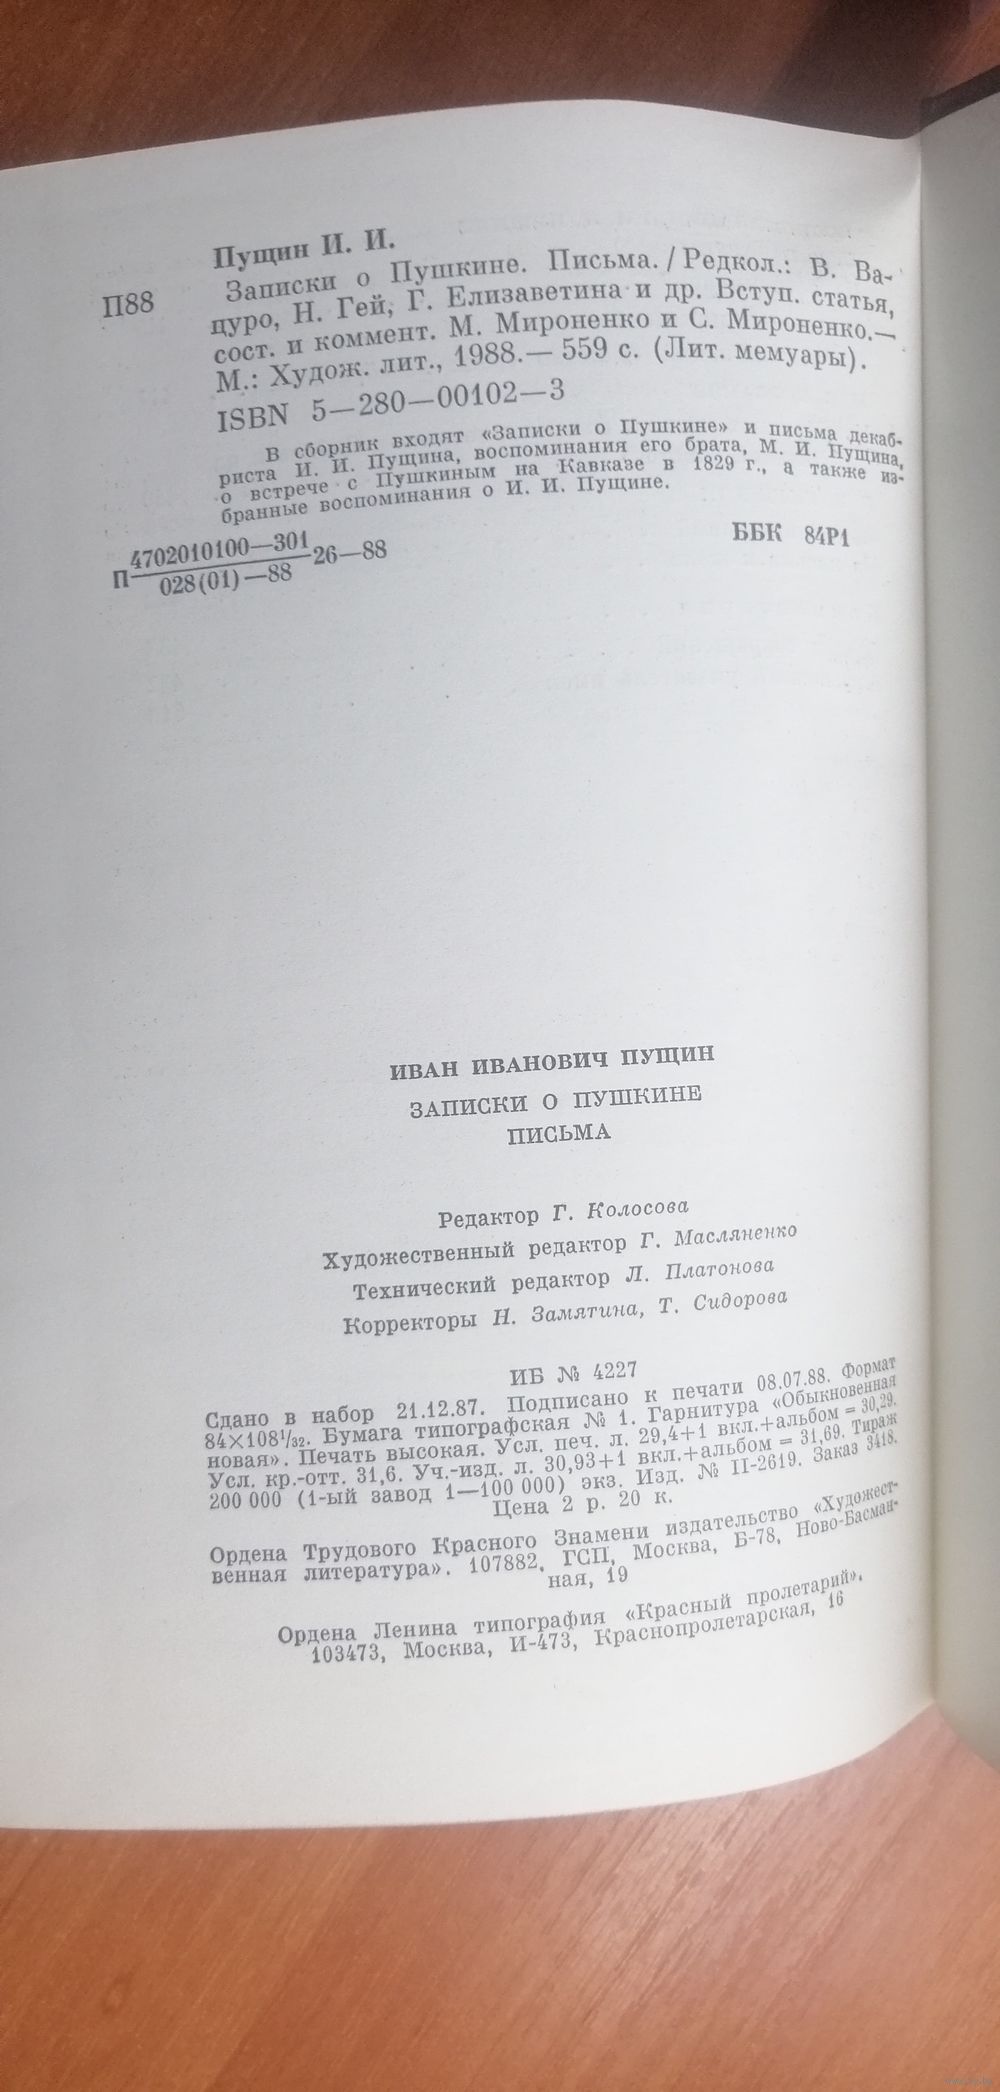 Пущин И. И.
П88
Записки о Пушкине. Письма. / Редкол.: В. Ва-
цуро, Н. Гей, Г. Елизаветина и др. Вступ. статья,
сост. и коммент. М. Мироненко и С. Мироненко.—
М.: Худож. лит., 1988.— 559 с. (Лит. мемуары).
ISBN 5—280—00102—3
В сборник входят «Записки о Пушкине» и письма декаб-
риста И. И. Пущина, воспоминания его брата, М. И. Пущина,
о встрече с Пушкиным на Кавказе в 1829 г., а также из-
бранные воспоминания о И. И. Пущине.
4702010100—301
П 26—88
028(01)—88
ББК 84Р1
ИВАН ИВАНОВИЧ ПУЩИН
ЗАПИСКИ О ПУШКИНЕ
ПИСЬМА
Редактор Г. Колосова
Художественный редактор Г. Масляненко
Технический редактор Л. Платонова
Корректоры Н. Замятина, Т. Сидорова
ИБ № 4227
Сдано в набор 21.12.87. Подписано к печати 08.07.88. Формат
84×108¹/₃₂. Бумага типографская № 1. Гарнитура «Обыкновенная
новая». Печать высокая. Усл. печ. л. 29,4+1 вкл.+альбом = 30,29.
Усл. кр.-отт. 31,6. Уч.-изд. л. 30,93+1 вкл.+альбом = 31,69. Тираж
200 000 (1-ый завод 1—100 000) экз. Изд. № II-2619. Заказ 3418.
Цена 2 р. 20 к.
Ордена Трудового Красного Знамени издательство «Художест-
венная литература». 107882, ГСП, Москва, Б-78, Ново-Басман-
ная, 19
Ордена Ленина типография «Красный пролетарий».
103473, Москва, И-473, Краснопролетарская, 16